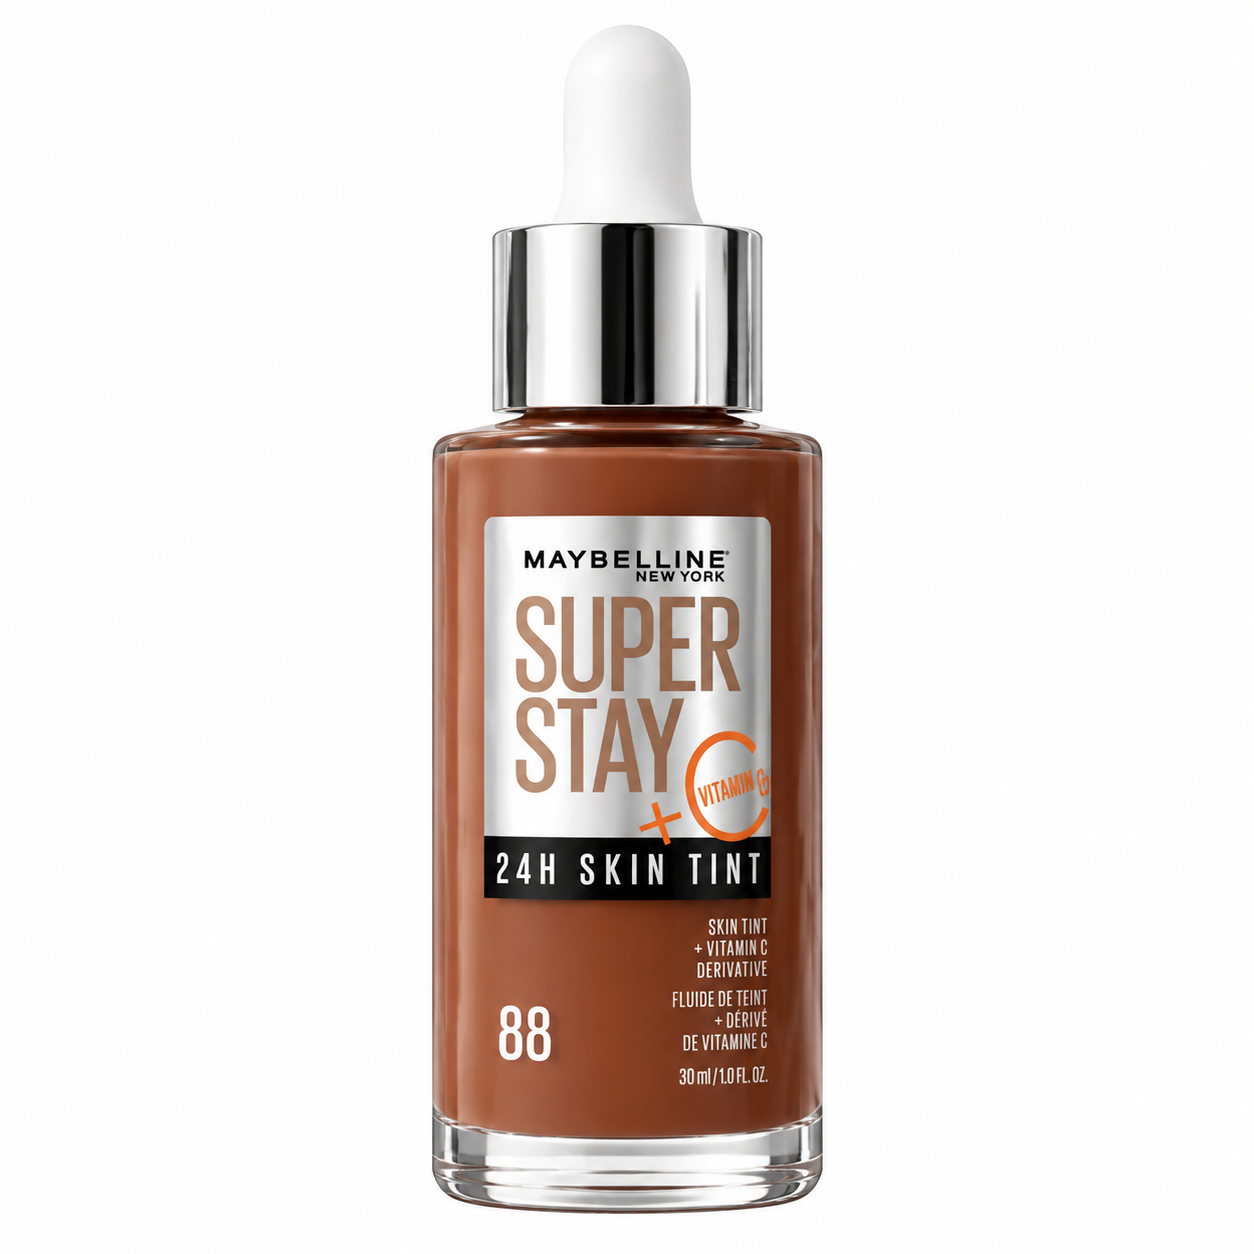 MAYBELLINE
NEW YORK
SUPER
STAY
+ VITAMIN C
24H SKIN TINT
SKIN TINT
+ VITAMIN C
DERIVATIVE
FLUIDE DE TEINT
+ DÉRIVÉ
DE VITAMINE C
88
30 ml / 1.0 FL. OZ.